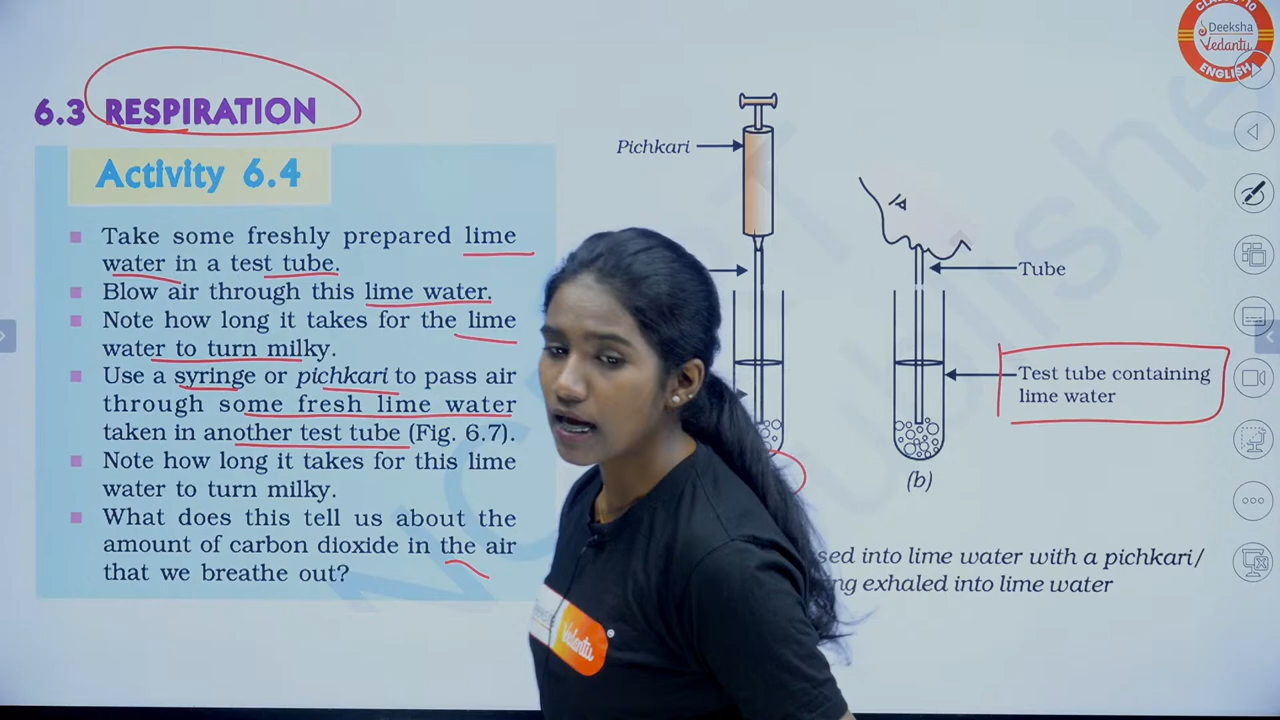 CLASS-10
Deeksha
Vedantu
ENGLISH
6.3 RESPIRATION
Activity 6.4
Take some freshly prepared lime
water in a test tube.
Blow air through this lime water.
Note how long it takes for the lime
water to turn milky.
Use a syringe or pichkari to pass air
through some fresh lime water
taken in another test tube (Fig. 6.7).
Note how long it takes for this lime
water to turn milky.
What does this tell us about the
amount of carbon dioxide in the air
that we breathe out?
Pichkari
Tube
Test tube containing
lime water
(b)
into lime water with a pichkari/
exhaled into lime water
Vedantu